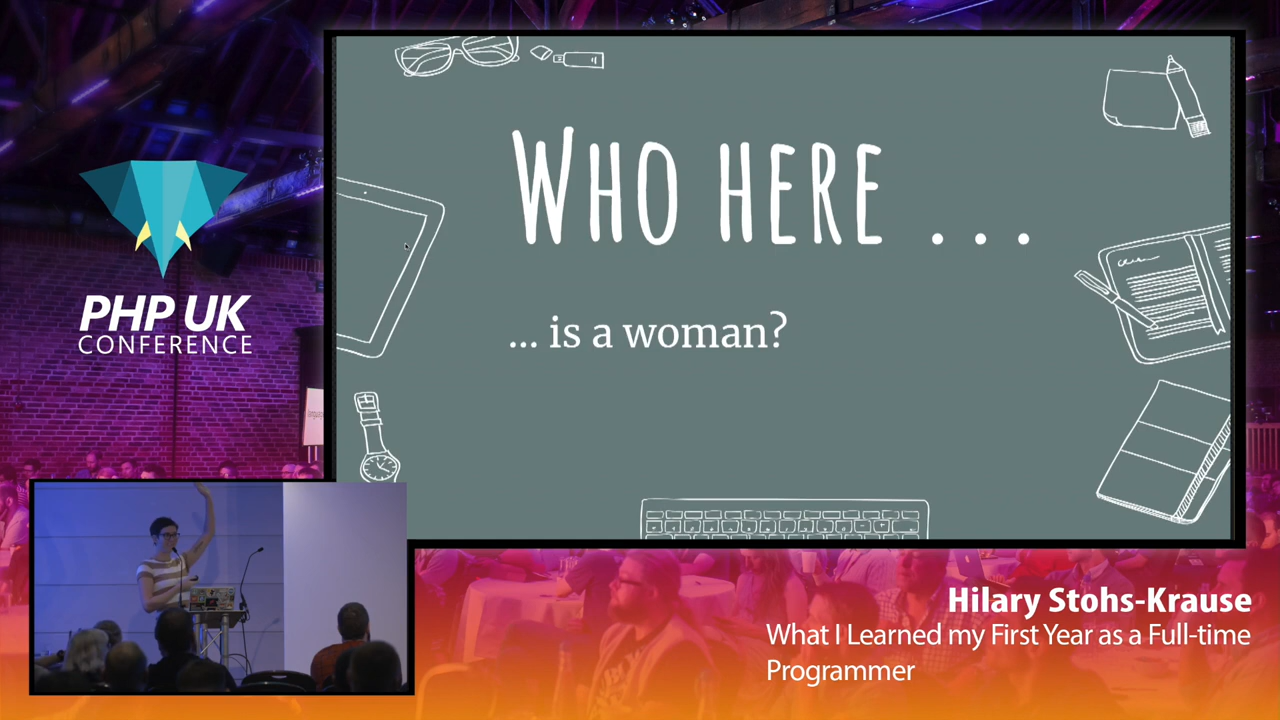 WHO HERE ...
... is a woman?
PHP UK
CONFERENCE
Hilary Stohs-Krause
What I Learned my First Year as a Full-time
Programmer